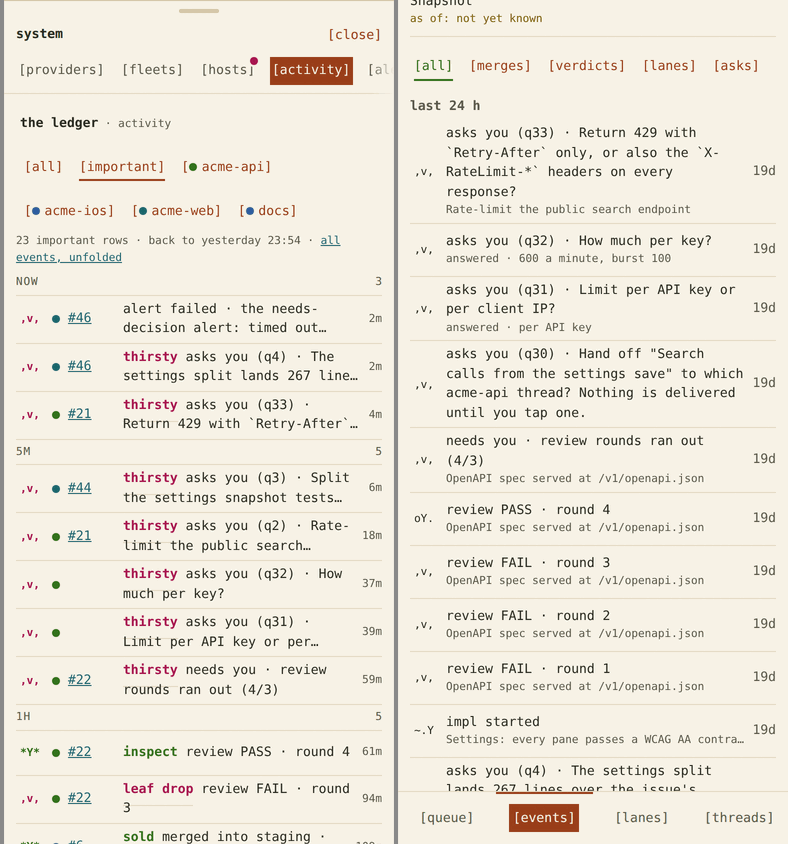 system
[close]
[providers] [fleets] [hosts] [activity] [al
the ledger · activity
[all] [important] [● acme-api]
[● acme-ios] [● acme-web] [● docs]
23 important rows · back to yesterday 23:54 · all
events, unfolded
NOW 3
,v, ● #46 alert failed · the needs-
decision alert: timed out… 2m
,v, ● #46 thirsty asks you (q4) · The
settings split lands 267 line… 2m
,v, ● #21 thirsty asks you (q33) ·
Return 429 with `Retry-After`… 4m
5M 5
,v, ● #44 thirsty asks you (q3) · Split
the settings snapshot tests… 6m
,v, ● #21 thirsty asks you (q2) · Rate-
limit the public search… 18m
,v, ● thirsty asks you (q32) · How
much per key? 37m
,v, ● thirsty asks you (q31) ·
Limit per API key or per… 39m
,v, ● #22 thirsty needs you · review
rounds ran out (4/3) 59m
1H 5
*Y* ● #22 inspect review PASS · round 4 61m
,v, ● #22 leaf drop review FAIL · round
3 94m
sold merged into staging ·
Snapshot
as of: not yet known
[all] [merges] [verdicts] [lanes] [asks]
last 24 h
asks you (q33) · Return 429 with
`Retry-After` only, or also the `X-
,v, RateLimit-*` headers on every 19d
response?
Rate-limit the public search endpoint
,v, asks you (q32) · How much per key? 19d
answered · 600 a minute, burst 100
asks you (q31) · Limit per API key or
,v, per client IP? 19d
answered · per API key
asks you (q30) · Hand off "Search
calls from the settings save" to which
,v, acme-api thread? Nothing is delivered 19d
until you tap one.
needs you · review rounds ran out
,v, (4/3) 19d
OpenAPI spec served at /v1/openapi.json
oY. review PASS · round 4 19d
OpenAPI spec served at /v1/openapi.json
,v, review FAIL · round 3 19d
OpenAPI spec served at /v1/openapi.json
,v, review FAIL · round 2 19d
OpenAPI spec served at /v1/openapi.json
,v, review FAIL · round 1 19d
OpenAPI spec served at /v1/openapi.json
~.Y impl started 19d
Settings: every pane passes a WCAG AA contra…
asks you (q4) · The settings split
lands 267 lines over the issue's
[queue] [events] [lanes] [threads]